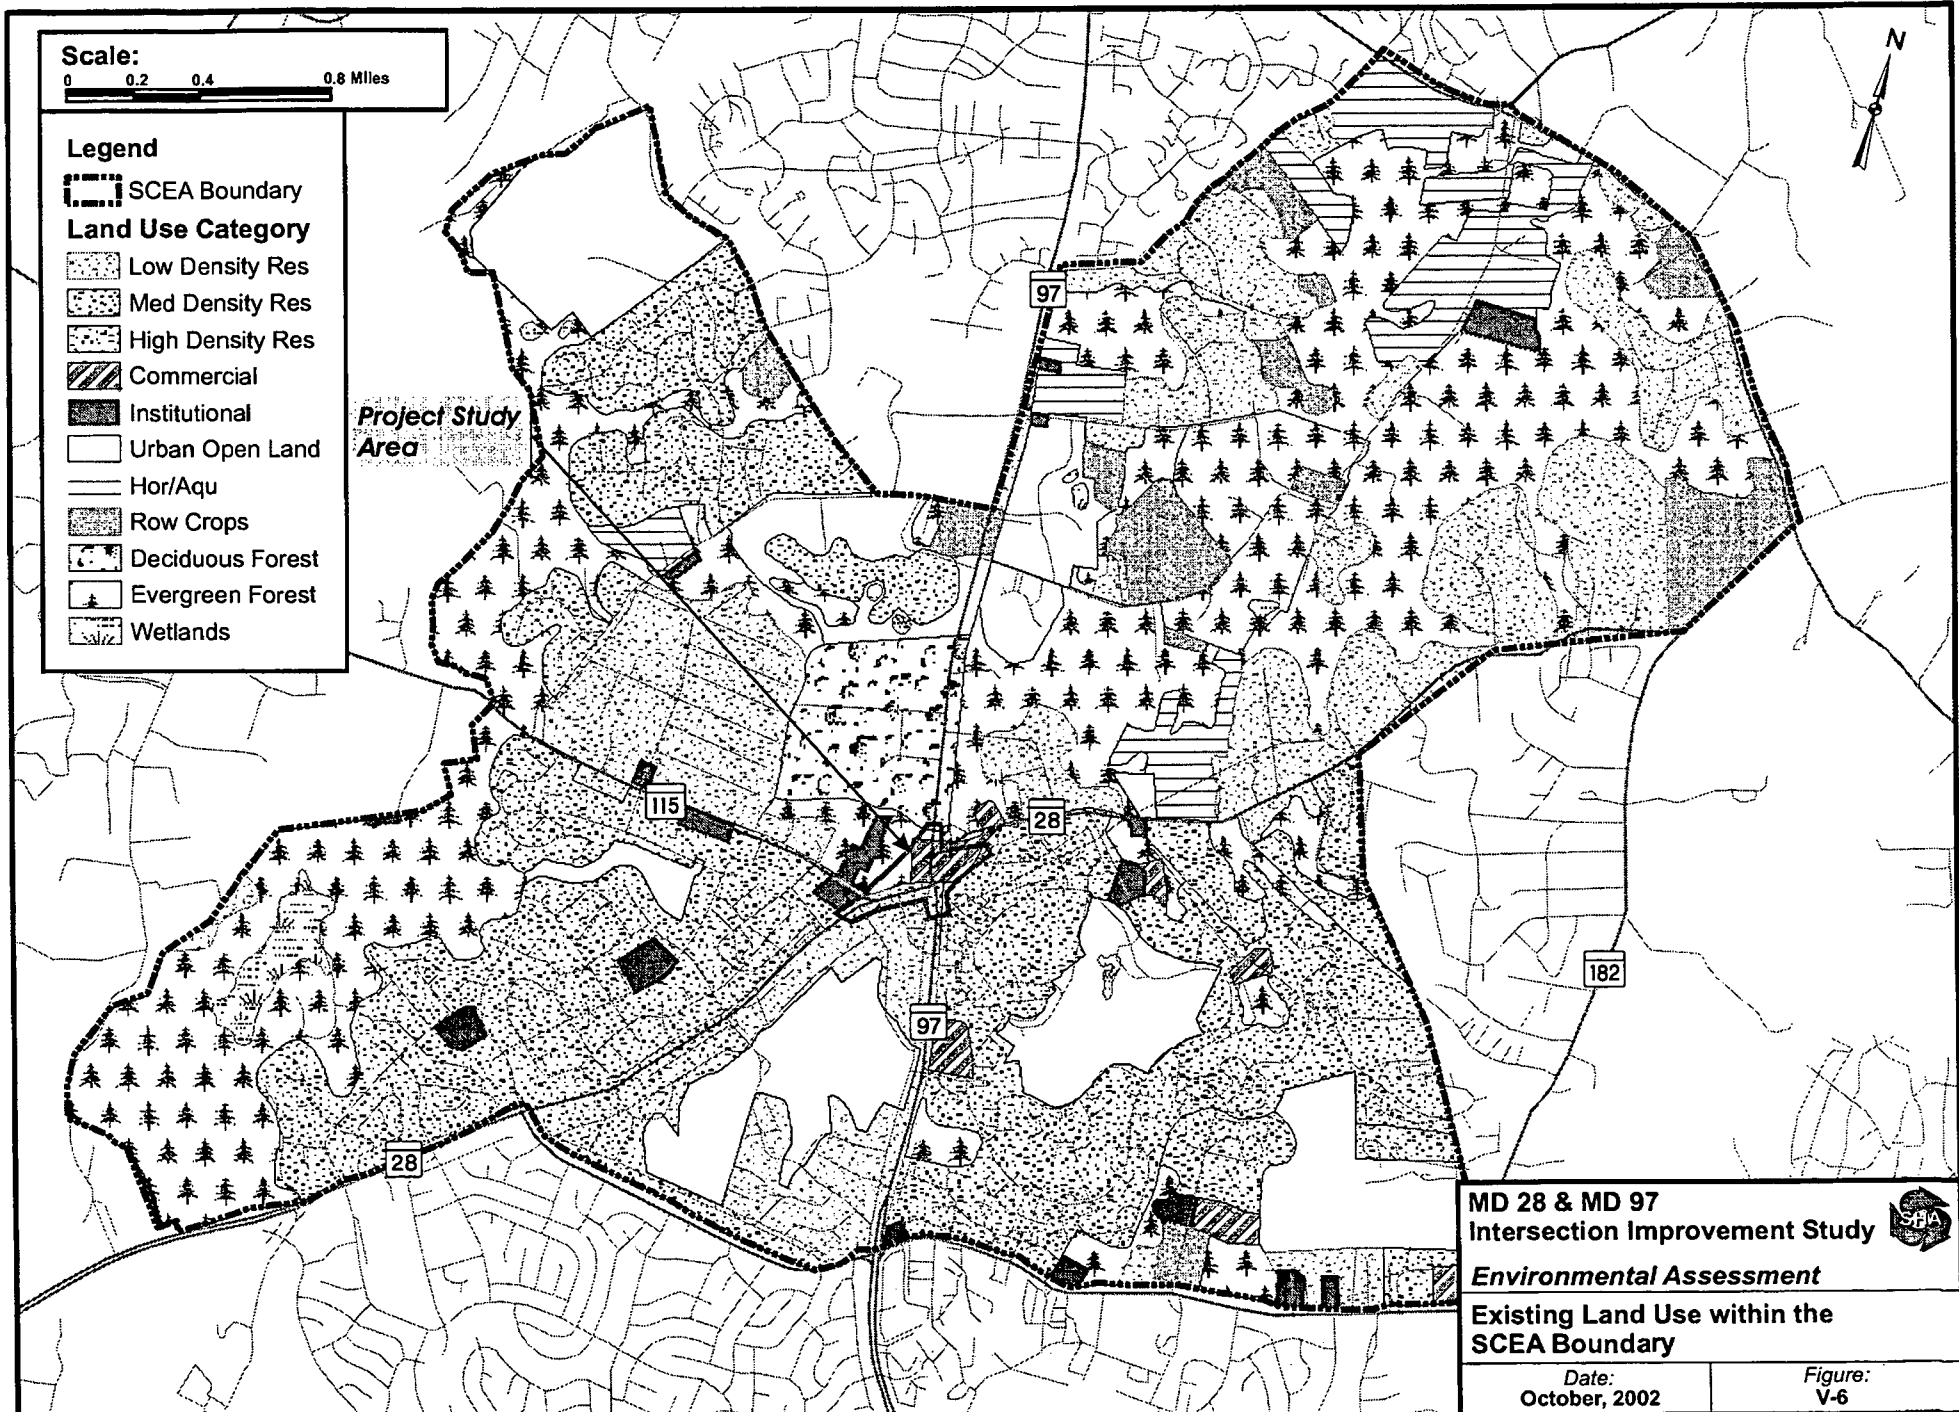 Scale:
0 0.2 0.4 0.8 Miles
N
Legend
SCEA Boundary
Land Use Category
Low Density Res
Med Density Res
High Density Res
Commercial
Institutional
Urban Open Land
Hor/Aqu
Row Crops
Deciduous Forest
Evergreen Forest
Wetlands
Project Study
Area
97
115
28
182
97
28
MD 28 & MD 97
Intersection Improvement Study
SHA
Environmental Assessment
Existing Land Use within the
SCEA Boundary
Date:
October, 2002
Figure:
V-6